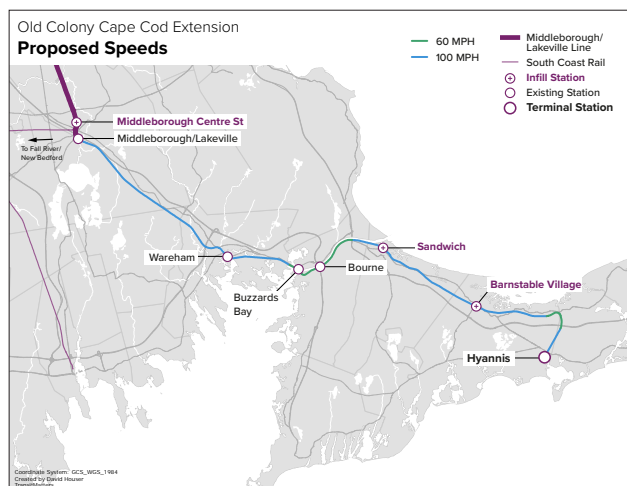 Old Colony Cape Cod Extension
Proposed Speeds
60 MPH
100 MPH
Middleborough/
Lakeville Line
South Coast Rail
Infill Station
Existing Station
Terminal Station
Middleborough Centre St
Middleborough/Lakeville
To Fall River/
New Bedford
Wareham
Buzzards
Bay
Bourne
Sandwich
Barnstable Village
Hyannis
Coordinate System: GCS_WGS_1984
Created by David Houser
TransitMatters